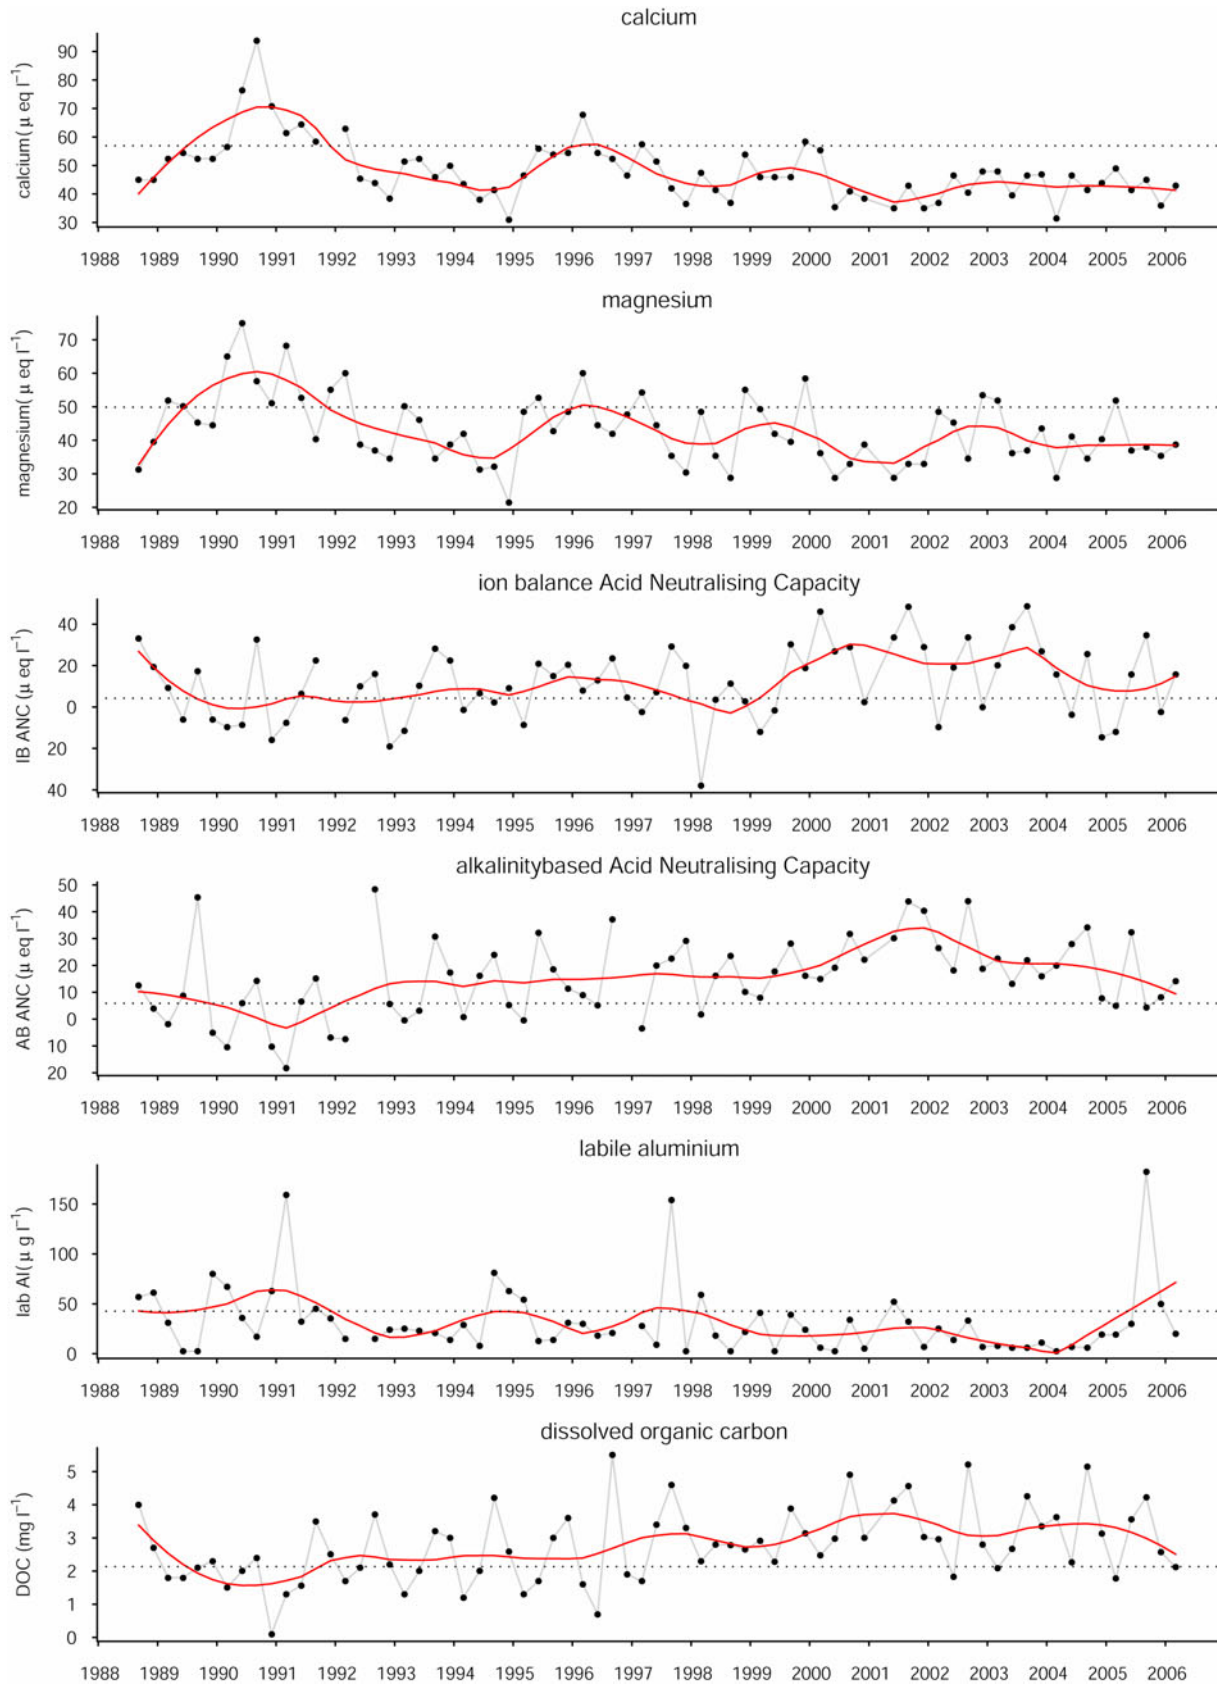 calcium
calcium( μ eq l⁻¹)
90
80
70
60
50
40
30
1988 1989 1990 1991 1992 1993 1994 1995 1996 1997 1998 1999 2000 2001 2002 2003 2004 2005 2006
magnesium
magnesium( μ eq l⁻¹)
70
60
50
40
30
20
1988 1989 1990 1991 1992 1993 1994 1995 1996 1997 1998 1999 2000 2001 2002 2003 2004 2005 2006
ion balance Acid Neutralising Capacity
IB ANC (μ eq l⁻¹)
40
20
0
20
40
1988 1989 1990 1991 1992 1993 1994 1995 1996 1997 1998 1999 2000 2001 2002 2003 2004 2005 2006
alkalinitybased Acid Neutralising Capacity
AB ANC (μ eq l⁻¹)
50
40
30
20
10
0
10
20
1988 1989 1990 1991 1992 1993 1994 1995 1996 1997 1998 1999 2000 2001 2002 2003 2004 2005 2006
labile aluminium
lab Al( μ g l⁻¹)
150
100
50
0
1988 1989 1990 1991 1992 1993 1994 1995 1996 1997 1998 1999 2000 2001 2002 2003 2004 2005 2006
dissolved organic carbon
DOC (mg l⁻¹)
5
4
3
2
1
0
1988 1989 1990 1991 1992 1993 1994 1995 1996 1997 1998 1999 2000 2001 2002 2003 2004 2005 2006